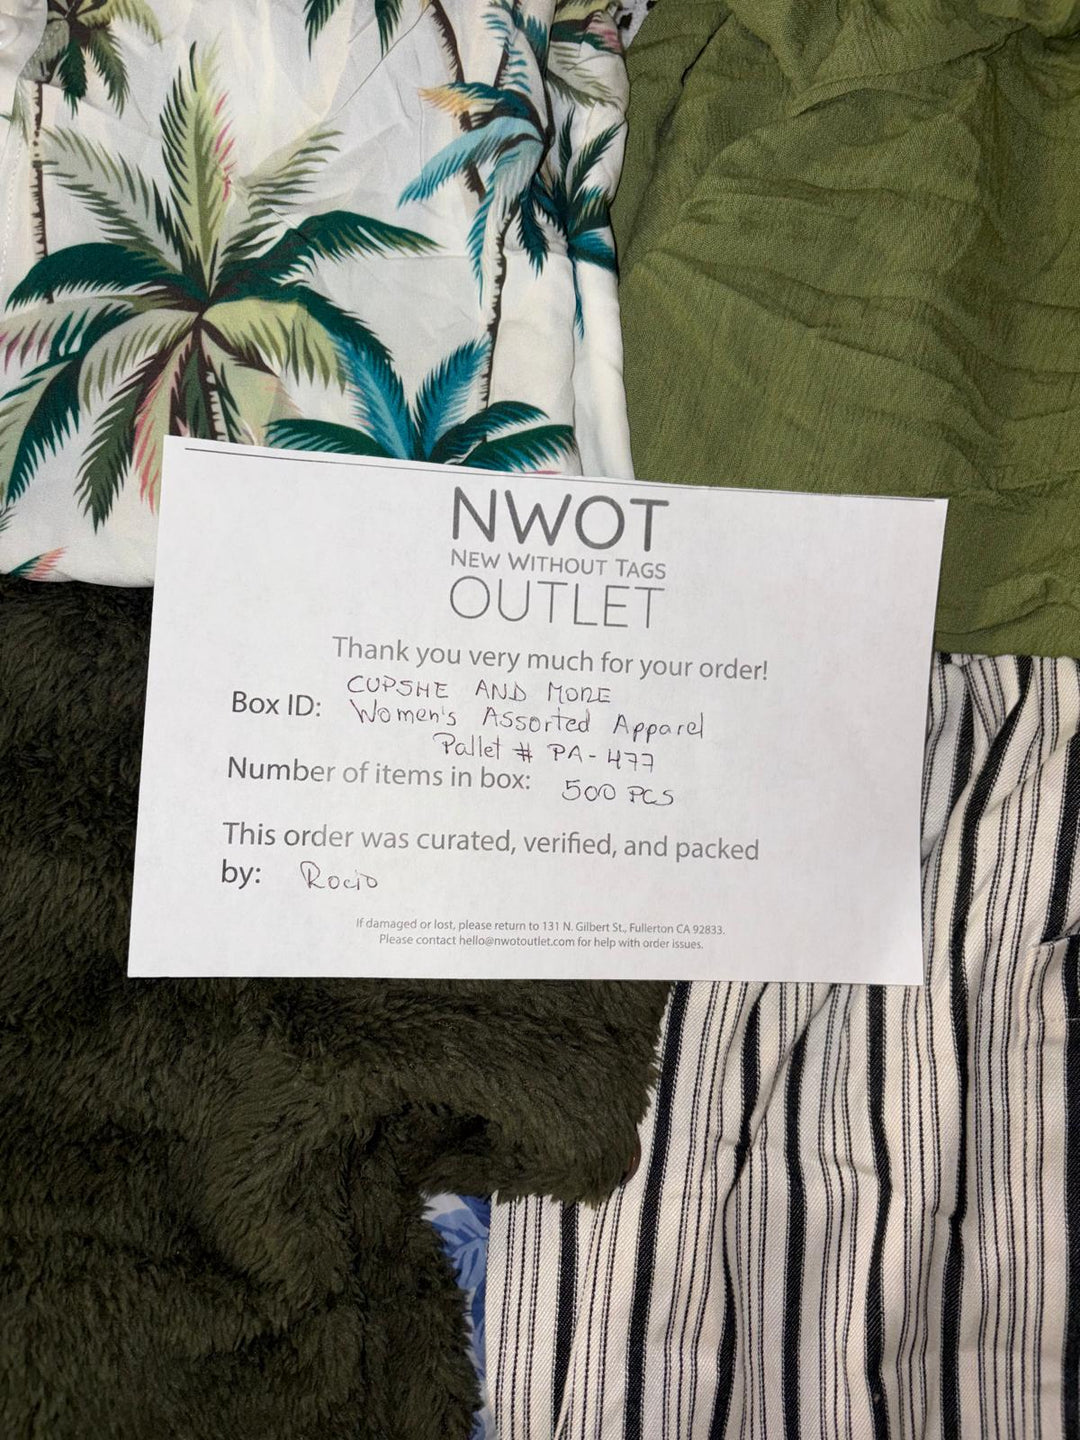 NWOT
NEW WITHOUT TAGS
OUTLET
Thank you very much for your order!
CUPSHE AND MORE
Box ID: Women's Assorted Apparel
Pallet # PA-477
Number of items in box: 500 PCS
This order was curated, verified, and packed
by: Rocio
If damaged or lost, please return to 131 N. Gilbert St., Fullerton CA 92833.
Please contact hello@nwotoutlet.com for help with order issues.